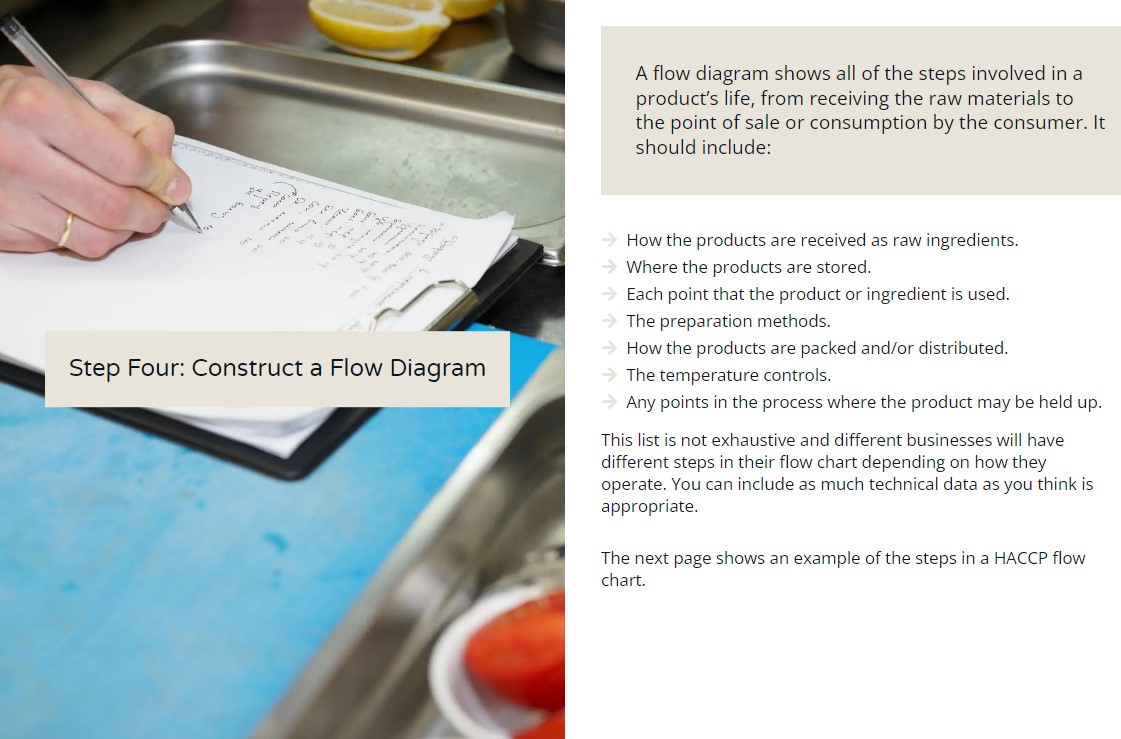 Step Four: Construct a Flow Diagram
A flow diagram shows all of the steps involved in a
product’s life, from receiving the raw materials to
the point of sale or consumption by the consumer. It
should include:
How the products are received as raw ingredients.
Where the products are stored.
Each point that the product or ingredient is used.
The preparation methods.
How the products are packed and/or distributed.
The temperature controls.
Any points in the process where the product may be held up.
This list is not exhaustive and different businesses will have
different steps in their flow chart depending on how they
operate. You can include as much technical data as you think is
appropriate.
The next page shows an example of the steps in a HACCP flow
chart.